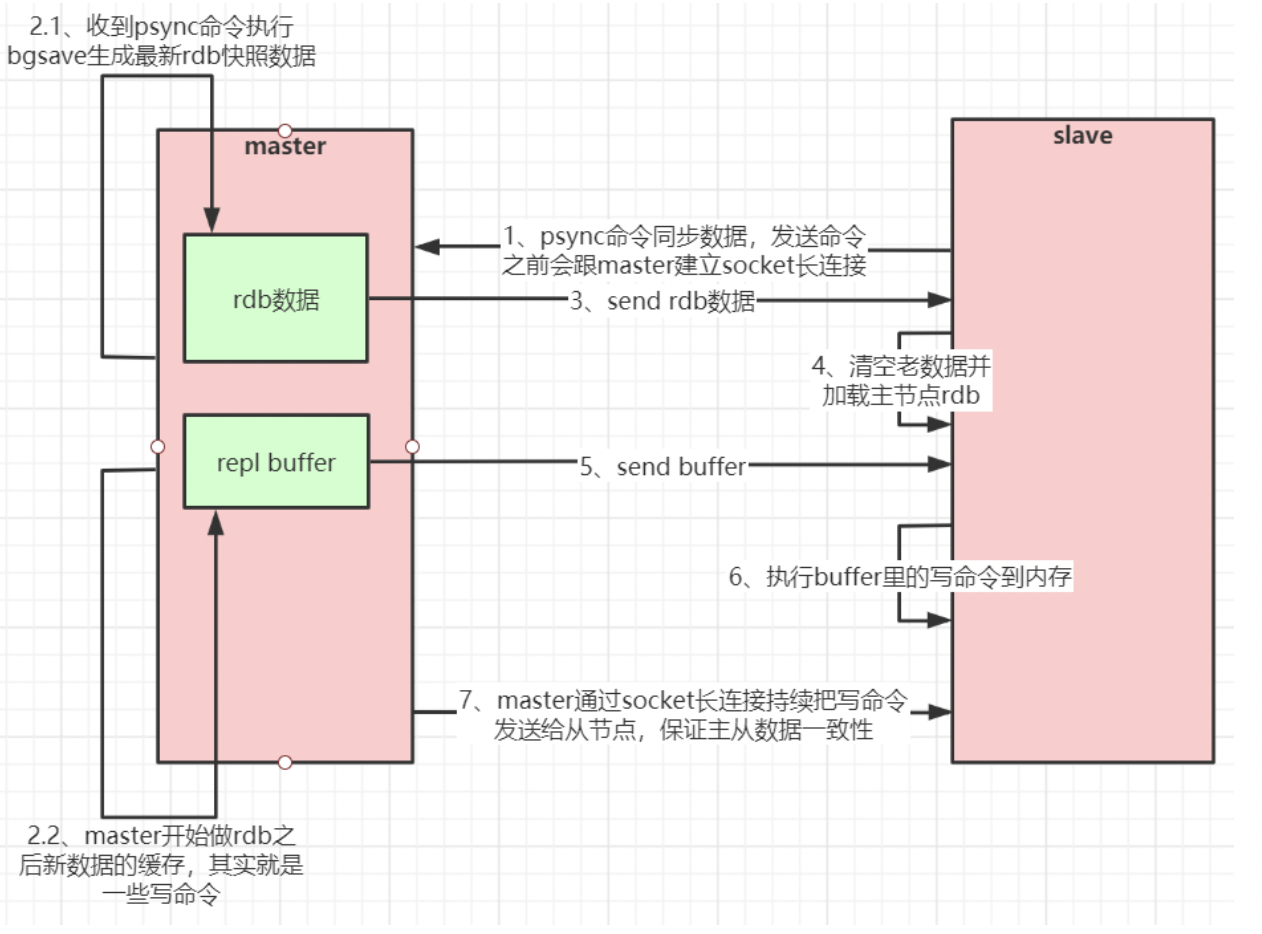 2.1、收到psync命令执行
bgsave生成最新rdb快照数据
master
slave
1、psync命令同步数据，发送命令
之前会跟master建立socket长连接
rdb数据
3、send rdb数据
4、清空老数据并
加载主节点rdb
repl buffer
5、send buffer
6、执行buffer里的写命令到内存
7、master通过socket长连接持续把写命令
发送给从节点，保证主从数据一致性
2.2、master开始做rdb之
后新数据的缓存，其实就是
一些写命令